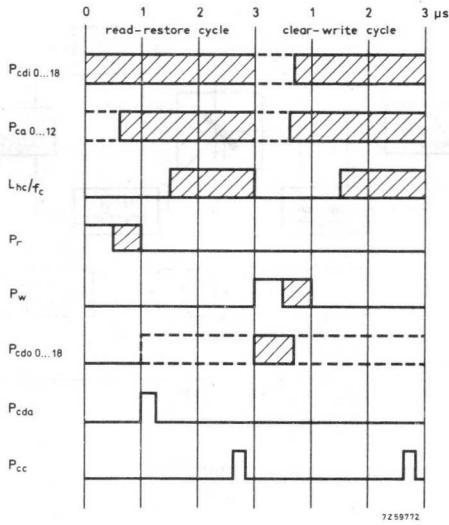 0 1 2 3 0 1 2 3 μs
read-restore cycle clear-write cycle
Pcdi 0...18
Pca 0...12
Lhc/fc
Pr
Pw
Pcdo 0...18
Pcda
Pcc
7Z59772